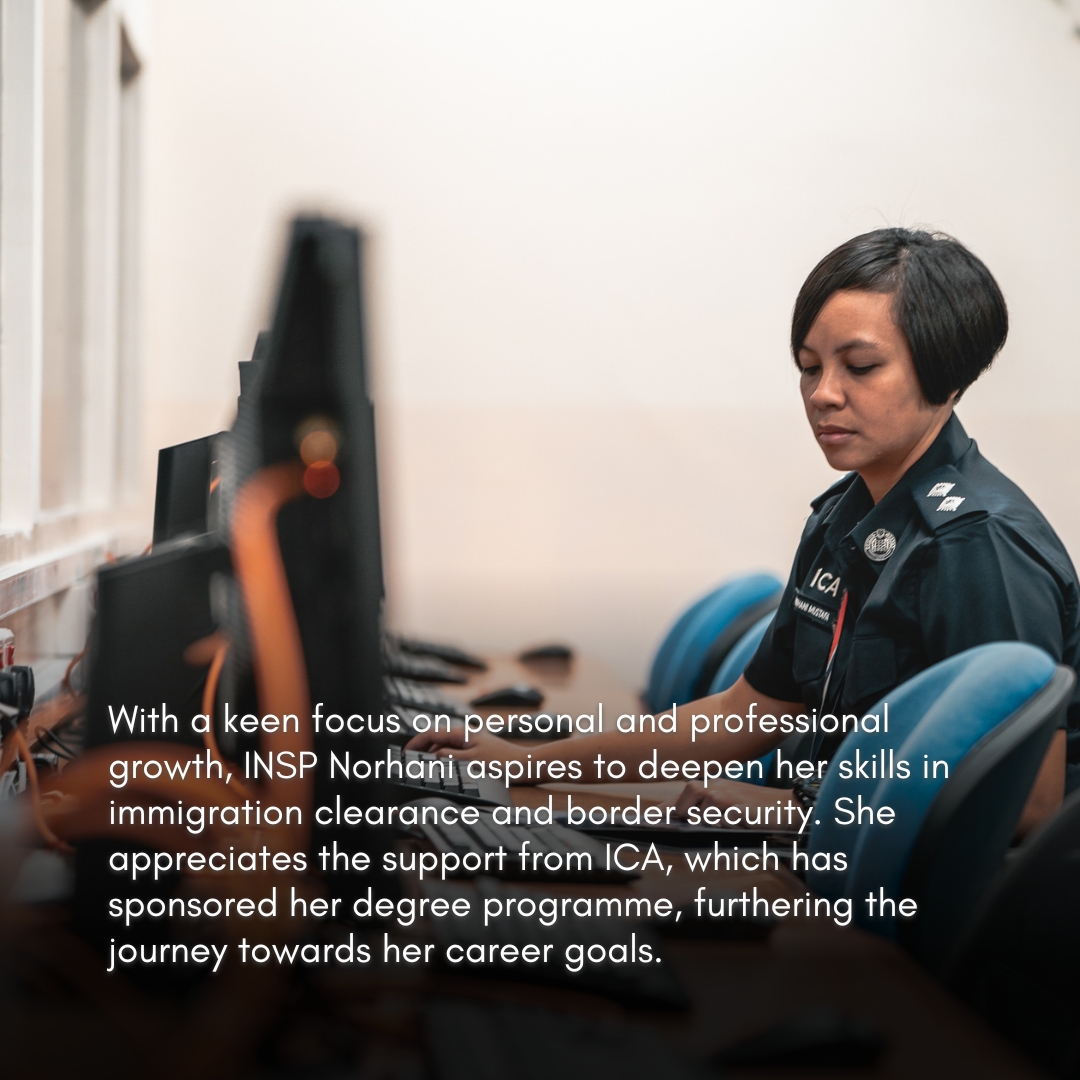 ICA
With a keen focus on personal and professional
growth, INSP Norhani aspires to deepen her skills in
immigration clearance and border security. She
appreciates the support from ICA, which has
sponsored her degree programme, furthering the
journey towards her career goals.